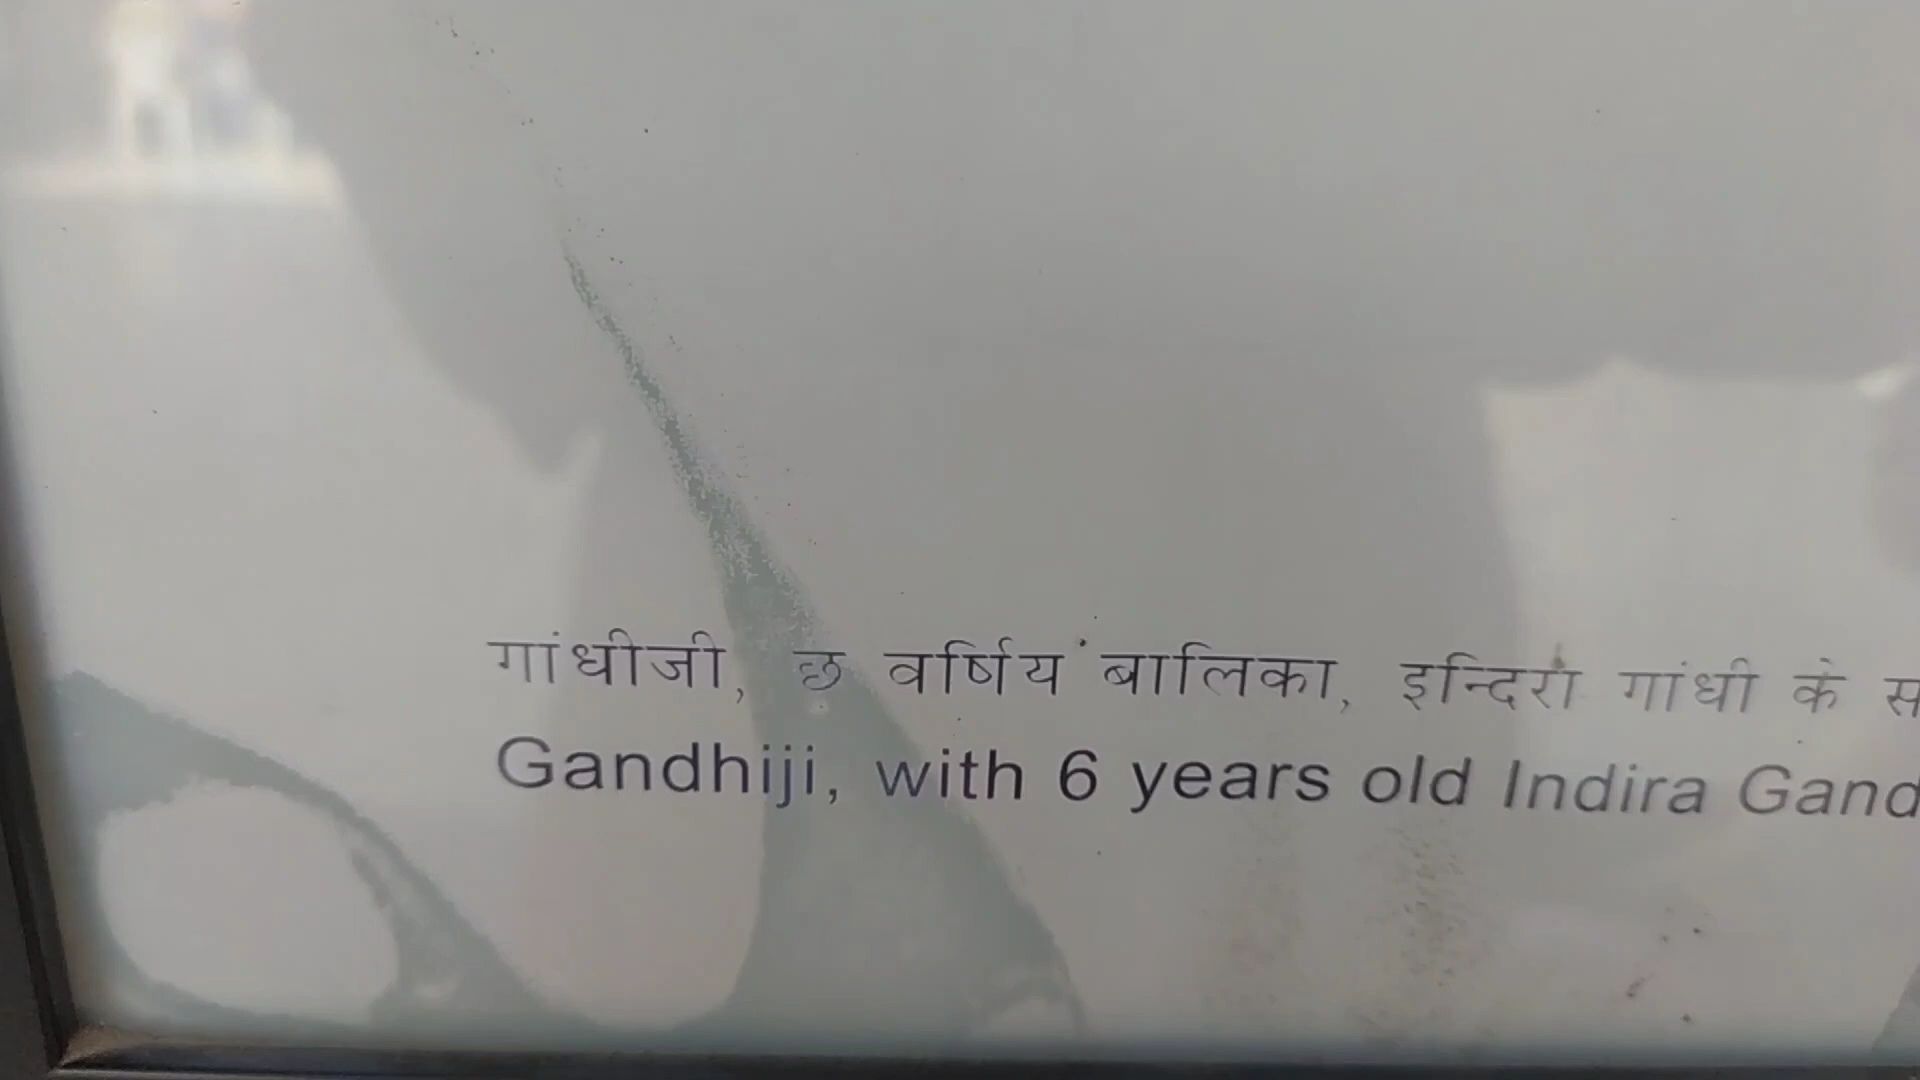 गांधीजी, छ वर्षिय बालिका, इन्दिरा गांधी के
Gandhiji, with 6 years old Indira